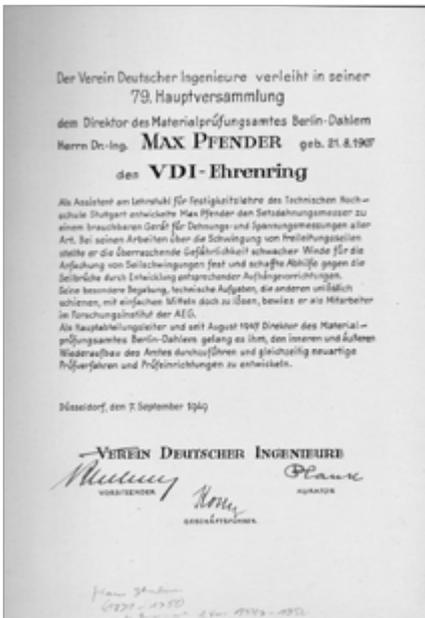 Der Verein Deutscher Ingenieure verleiht in seiner
79. Hauptversammlung
dem Direktor des Materialprüfungsamtes Berlin-Dahlem
Herrn Dr.-Ing. MAX PFENDER geb. 21.8.1907
den VDI-Ehrenring
Als Assistent am Lehrstuhl für Festigkeitslehre des Technischen Hoch-
schule Stuttgart entwickelte Max Pfender den Setzdehnungsmesser zu
einem brauchbaren Gerät für Dehnungs- und Spannungsmessungen aller
Art. Bei seinen Arbeiten über die Schwingung von Freileitungsseilen
stellte er die überraschende Gefährlichkeit schwacher Winde für die
Anfachung von Seilschwingungen fest und schaffte Abhilfe gegen die
Seilbrüche durch Entwicklung entsprechender Aufhängevorrichtungen.
Seine besondere Begabung, technische Aufgaben, die anderen unlöslich
schienen, mit einfachen Mitteln doch zu lösen, bewies er als Mitarbeiter
im Forschungsinstitut der AEG.
Als Hauptabteilungsleiter und seit August 1947 Direktor des Material-
prüfungsamtes Berlin-Dahlem gelang es ihm, den inneren und äußeren
Wiederaufbau des Amtes durchzuführen und gleichzeitig neuartige
Prüfverfahren und Prüfeinrichtungen zu entwickeln.
Düsseldorf, den 7. September 1949
VEREIN DEUTSCHER INGENIEURE
Plank
VORSITZENDER
KURATOR
GESCHÄFTSFÜHRER